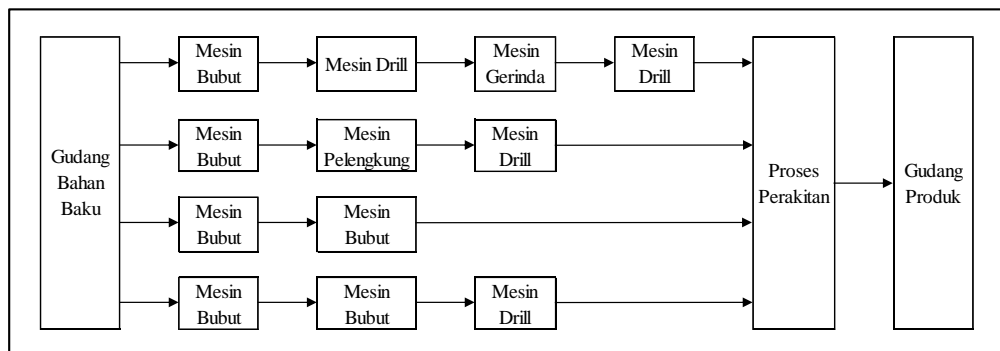 Gudang
Bahan
Baku
Mesin
Bubut
Mesin Drill
Mesin
Gerinda
Mesin
Drill
Mesin
Bubut
Mesin
Pelengkung
Mesin
Drill
Mesin
Bubut
Mesin
Bubut
Mesin
Bubut
Mesin
Bubut
Mesin
Drill
Proses
Perakitan
Gudang
Produk